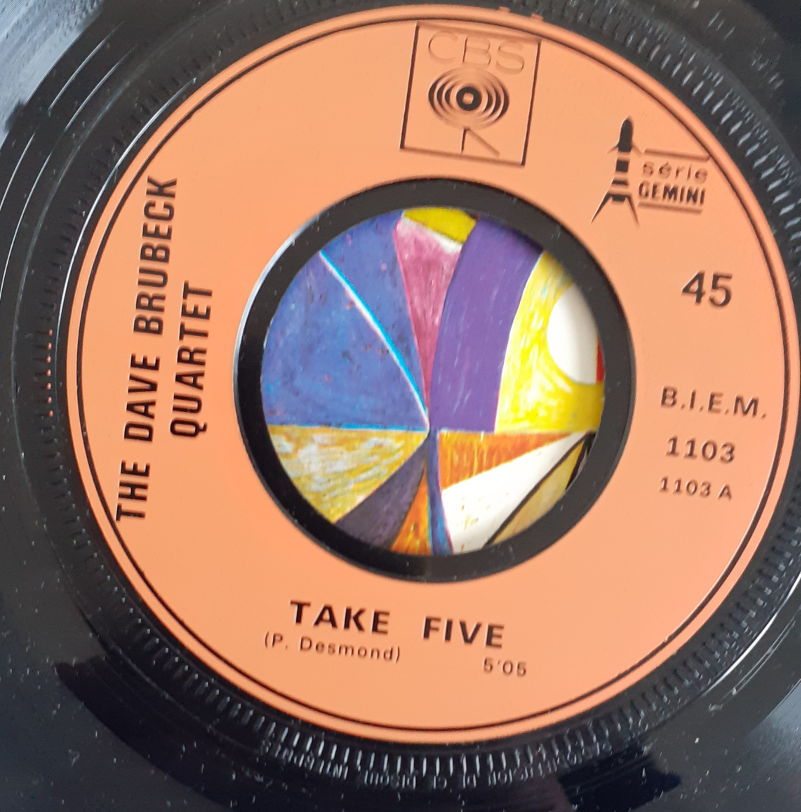 CBS
série
GEMINI
45
B.I.E.M.
1103
1103 A
THE DAVE BRUBECK
QUARTET
TAKE FIVE
(P. Desmond)
5'05